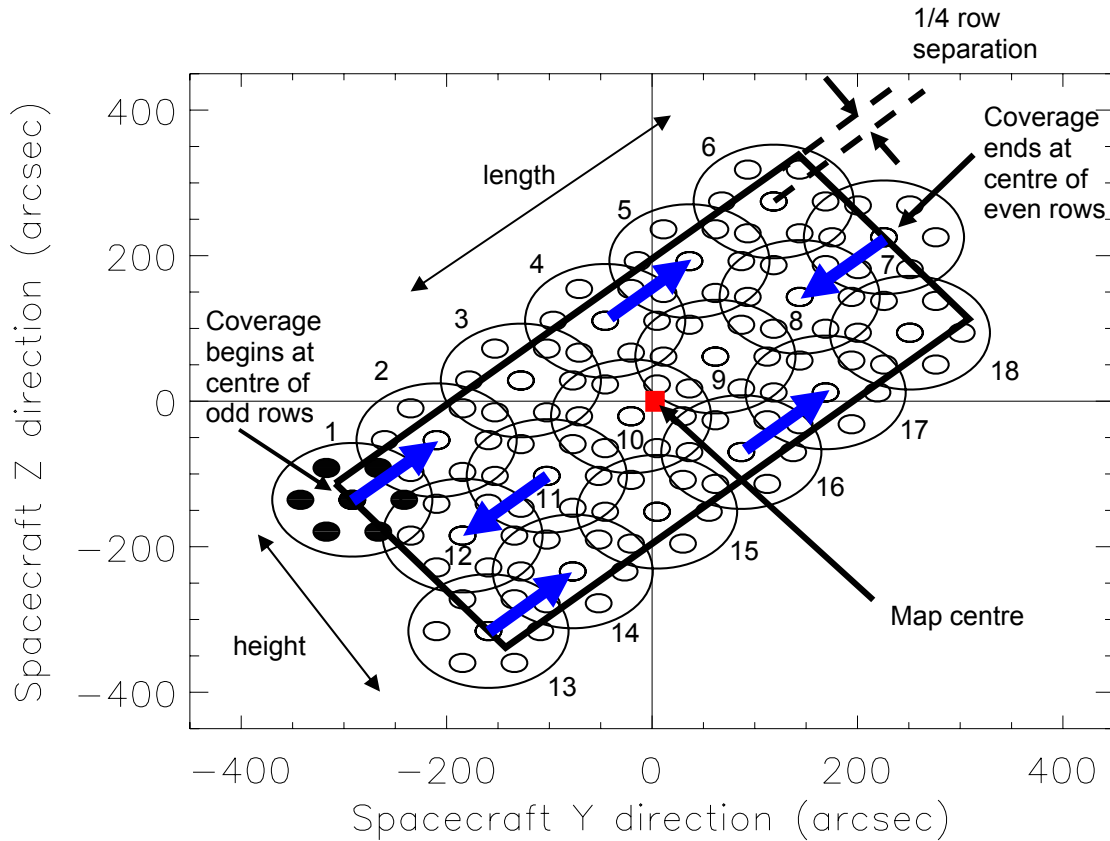 1/4 row
separation
Coverage
ends at
centre of
even rows
length
Coverage
begins at
centre of
odd rows
height
Map centre
1
2
3
4
5
6
7
8
9
10
11
12
13
14
15
16
17
18
Spacecraft Z direction (arcsec)
400
200
0
−200
−400
−400
−200
0
200
400
Spacecraft Y direction (arcsec)